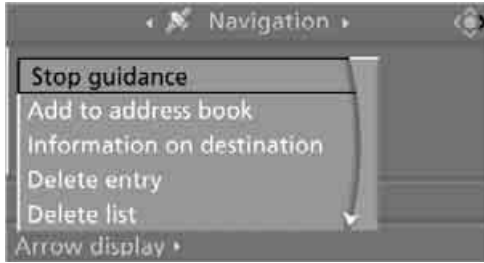 Navigation
Stop guidance
Add to address book
Information on destination
Delete entry
Delete list
Arrow display